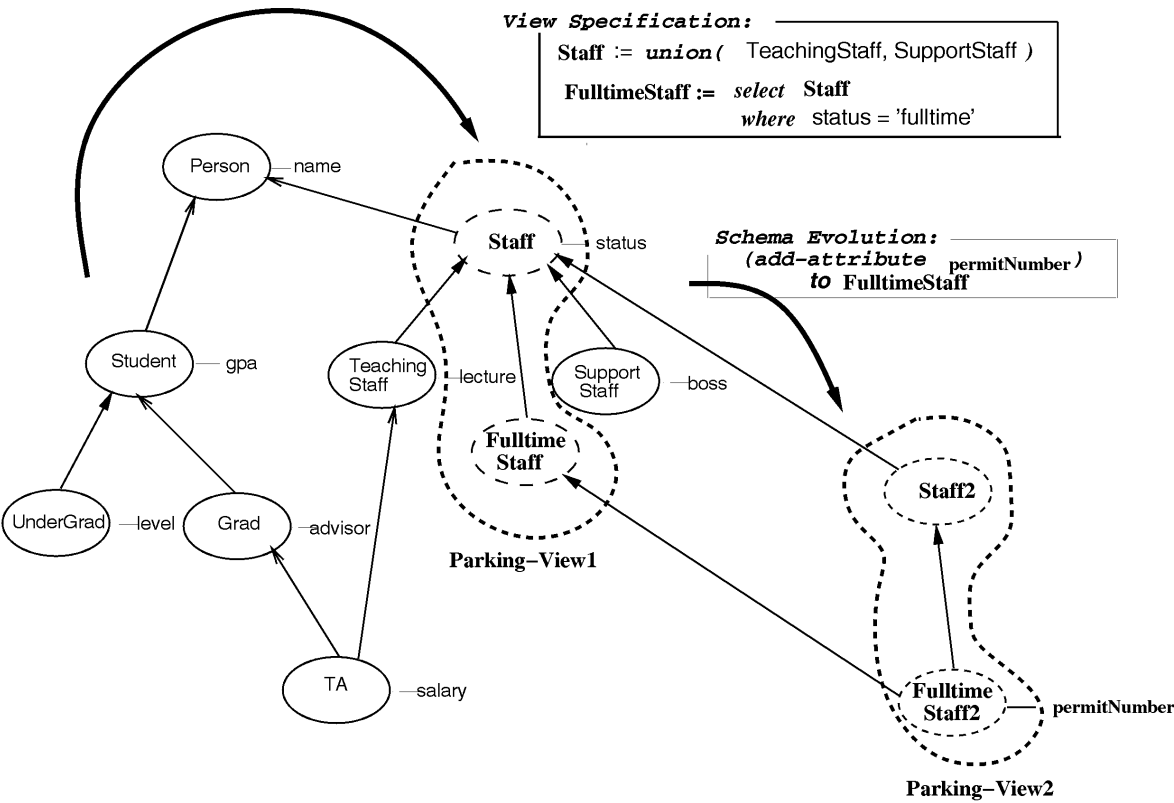 View Specification:
Staff := union( TeachingStaff, SupportStaff )
FulltimeStaff := select Staff
where status = 'fulltime'
Person
name
Staff
status
Schema Evolution:
(add-attribute permitNumber)
to FulltimeStaff
Student
gpa
Teaching
Staff
lecture
Support
Staff
boss
Fulltime
Staff
Staff2
UnderGrad
level
Grad
advisor
Parking-View1
TA
salary
Fulltime
Staff2
permitNumber
Parking-View2